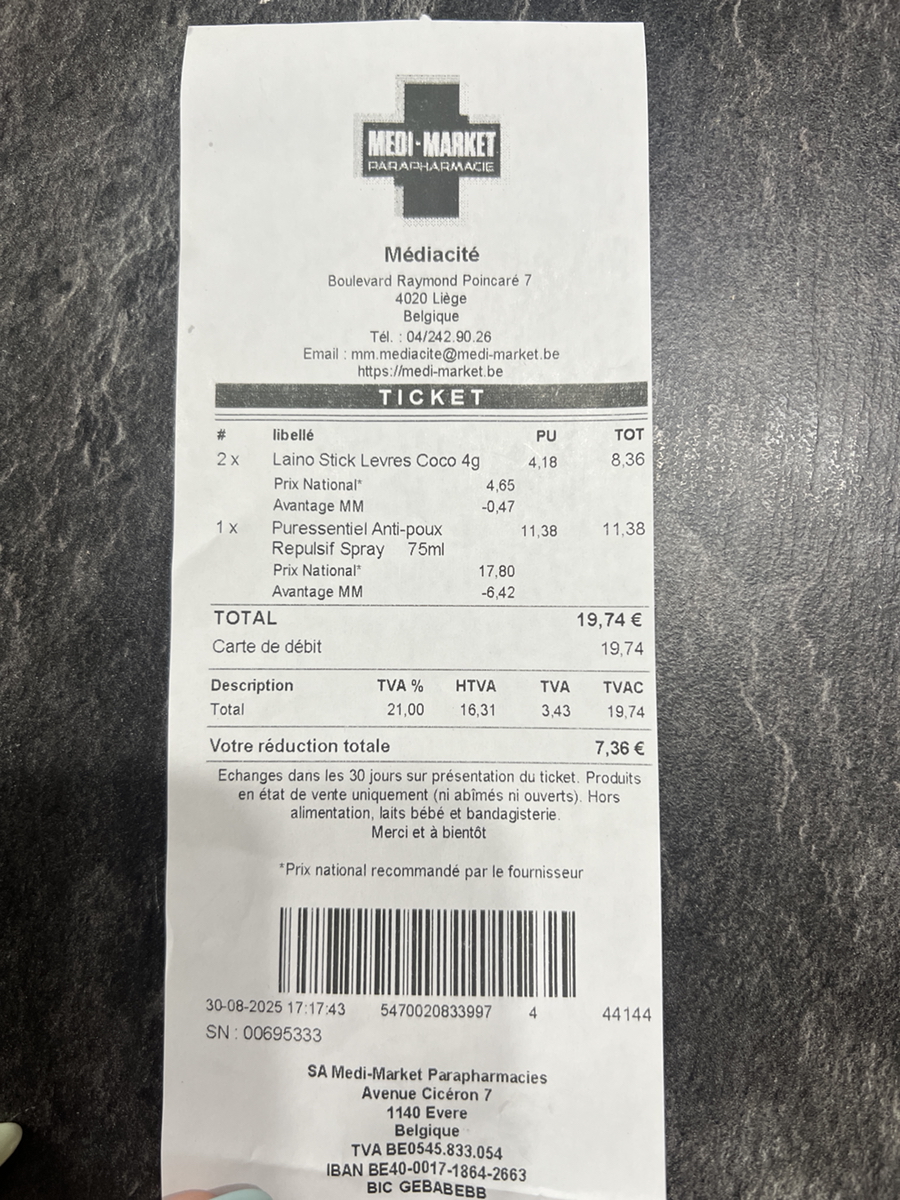 MEDI-MARKET
PARAPHARMACIE
Médiacité
Boulevard Raymond Poincaré 7
4020 Liège
Belgique
Tél. : 04/242.90.26
Email : mm.mediacite@medi-market.be
https://medi-market.be
TICKET
# libellé PU TOT
2 x Laino Stick Levres Coco 4g 4,18 8,36
Prix National* 4,65
Avantage MM -0,47
1 x Puressentiel Anti-poux 11,38 11,38
Repulsif Spray 75ml
Prix National* 17,80
Avantage MM -6,42
TOTAL 19,74 €
Carte de débit 19,74
Description TVA % HTVA TVA TVAC
Total 21,00 16,31 3,43 19,74
Votre réduction totale 7,36 €
Echanges dans les 30 jours sur présentation du ticket. Produits
en état de vente uniquement (ni abîmés ni ouverts). Hors
alimentation, laits bébé et bandagisterie.
Merci et à bientôt
*Prix national recommandé par le fournisseur
30-08-2025 17:17:43 5470020833997 4 44144
SN : 00695333
SA Medi-Market Parapharmacies
Avenue Cicéron 7
1140 Evere
Belgique
TVA BE0545.833.054
IBAN BE40-0017-1864-2663
BIC GEBABEBB